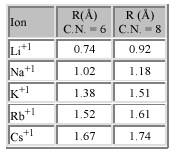 Ion R(Å) C.N. = 6 R (Å) C.N. = 8
Li+1 0.74 0.92
Na+1 1.02 1.18
K+1 1.38 1.51
Rb+1 1.52 1.61
Cs+1 1.67 1.74